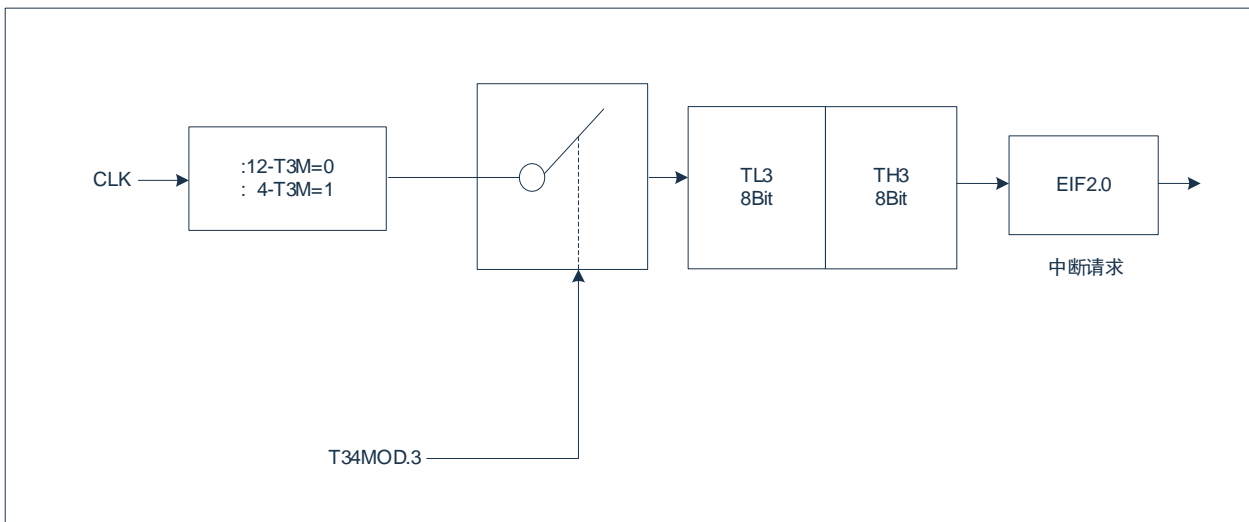 CLK
:12-T3M=0
: 4-T3M=1
TL3
8Bit
TH3
8Bit
EIF2.0
中断请求
T34MOD.3